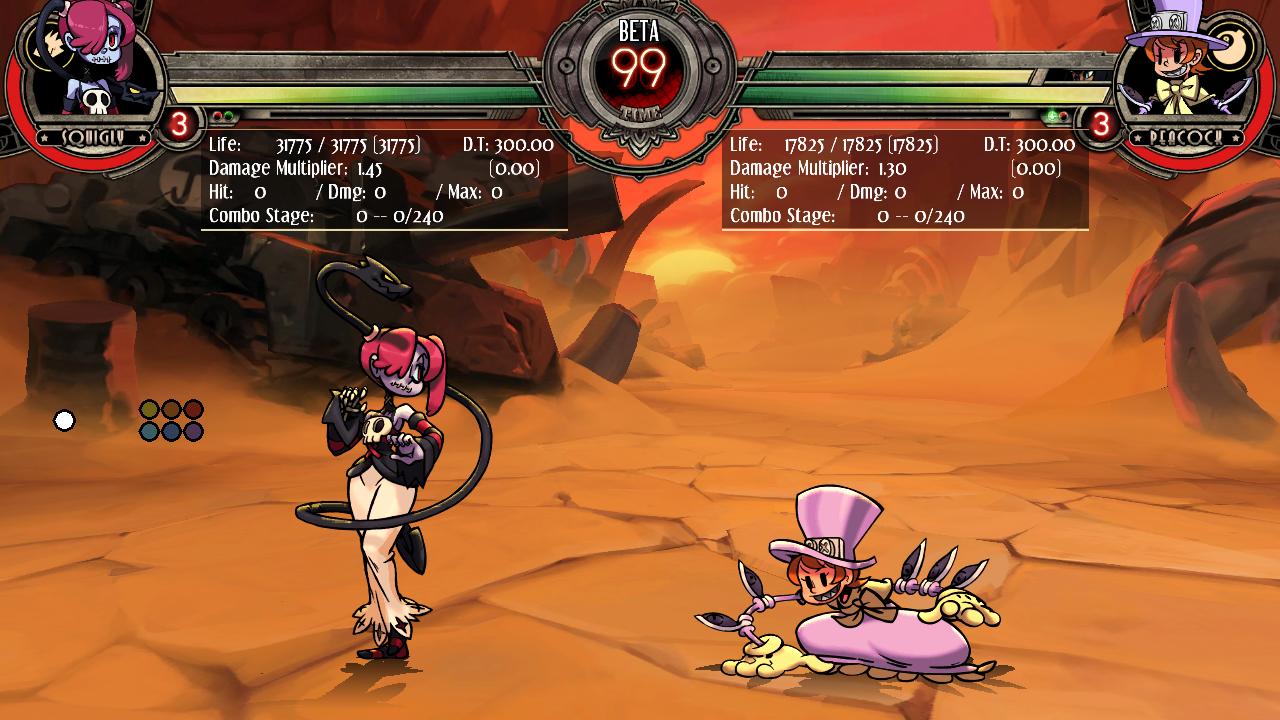 BETA
99
TIME
SQUIGLY
3
3
PEACOCK
Life: 31775 / 31775 (31775) D.T: 300.00
Damage Multiplier: 1.45 (0.00)
Hit: 0 / Dmg: 0 / Max: 0
Combo Stage: 0 -- 0/240
Life: 17825 / 17825 (17825) D.T: 300.00
Damage Multiplier: 1.30 (0.00)
Hit: 0 / Dmg: 0 / Max: 0
Combo Stage: 0 -- 0/240